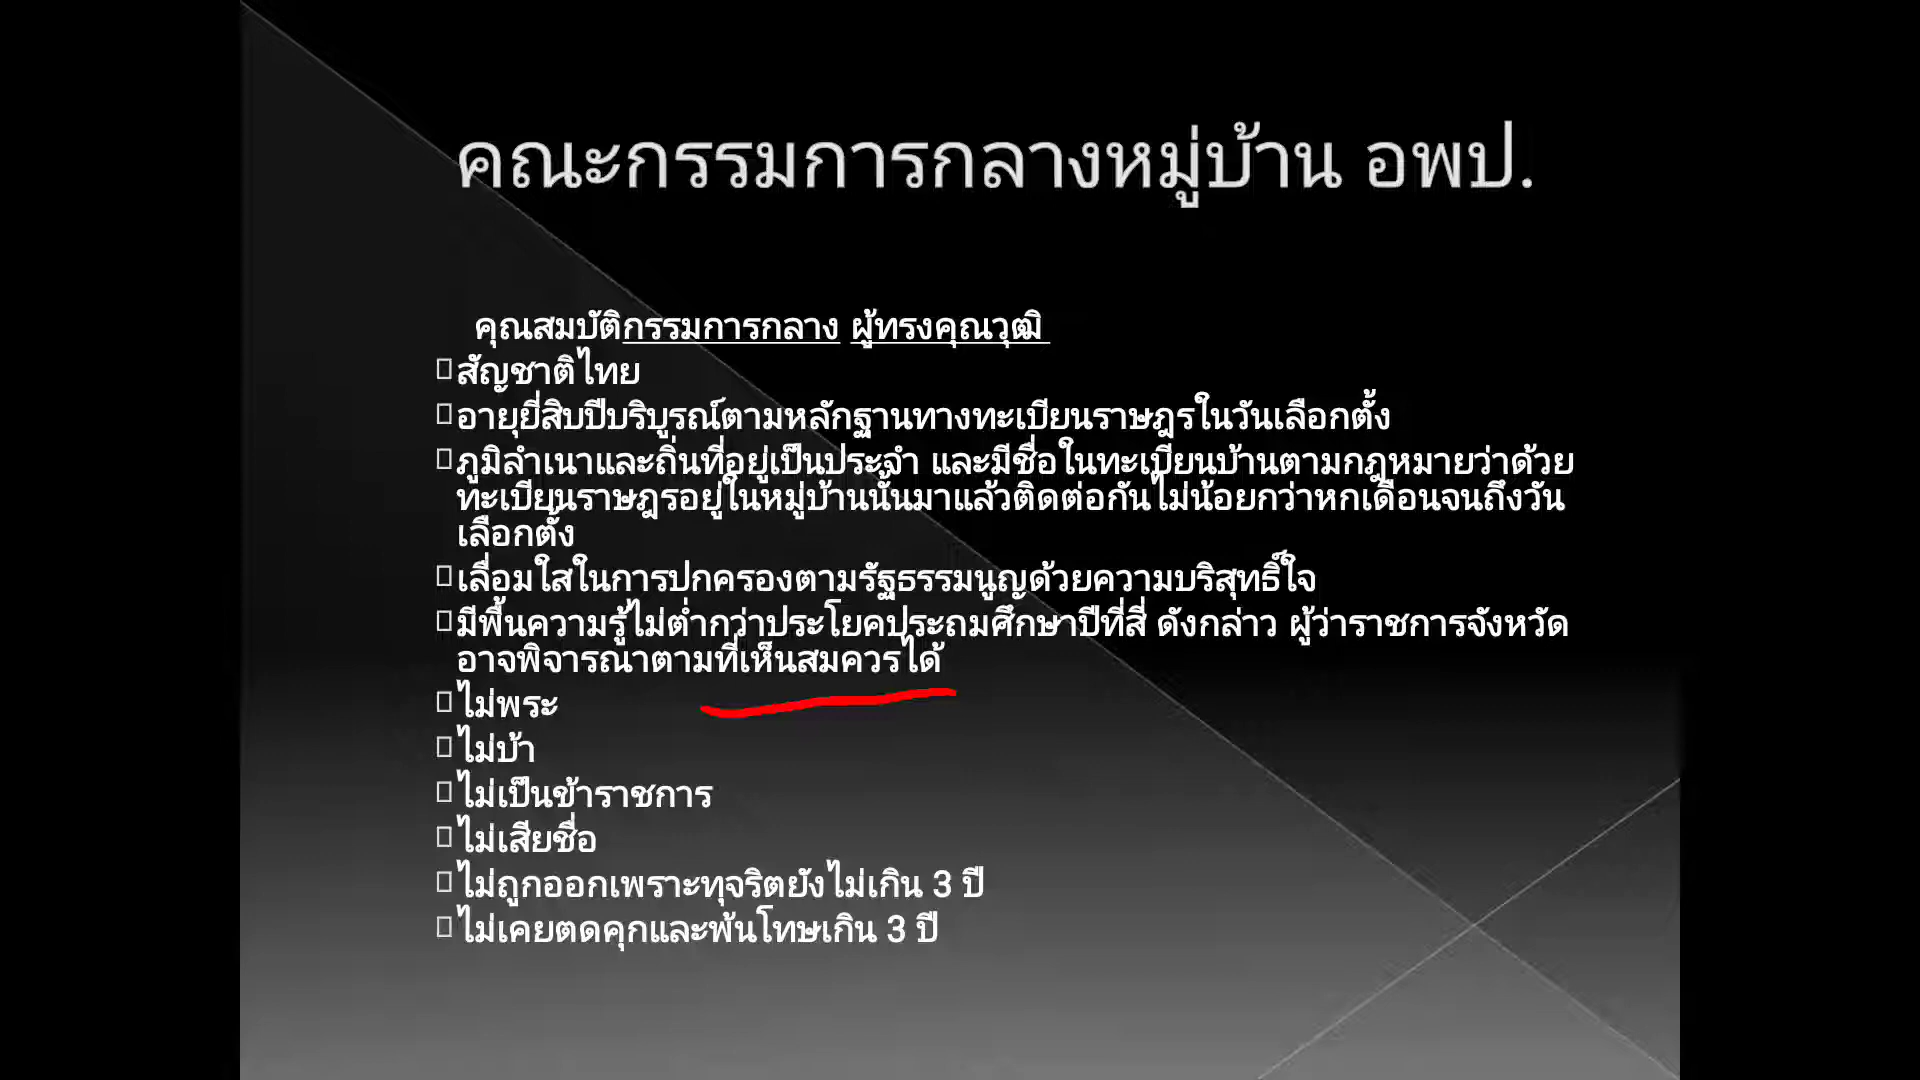 คณะกรรมการกลางหมู่บ้าน อพป.
คุณสมบัติกรรมการกลาง ผู้ทรงคุณวุฒิ
สัญชาติไทย
อายุยี่สิบปีบริบูรณ์ตามหลักฐานทางทะเบียนราษฎรในวันเลือกตั้ง
ภูมิลำเนาและถิ่นที่อยู่เป็นประจำ และมีชื่อในทะเบียนบ้านตามกฎหมายว่าด้วย
ทะเบียนราษฎรอยู่ในหมู่บ้านนั้นมาแล้วติดต่อกันไม่น้อยกว่าหกเดือนจนถึงวัน
เลือกตั้ง
เลื่อมใสในการปกครองตามรัฐธรรมนูญด้วยความบริสุทธิ์ใจ
มีพื้นความรู้ไม่ต่ำกว่าประโยคประถมศึกษาปีที่สี่ ดังกล่าว ผู้ว่าราชการจังหวัด
อาจพิจารณาตามที่เห็นสมควรได้
ไม่พระ
ไม่บ้า
ไม่เป็นข้าราชการ
ไม่เสียชื่อ
ไม่ถูกออกเพราะทุจริตยังไม่เกิน 3 ปี
ไม่เคยตดคุกและพ้นโทษเกิน 3 ปี